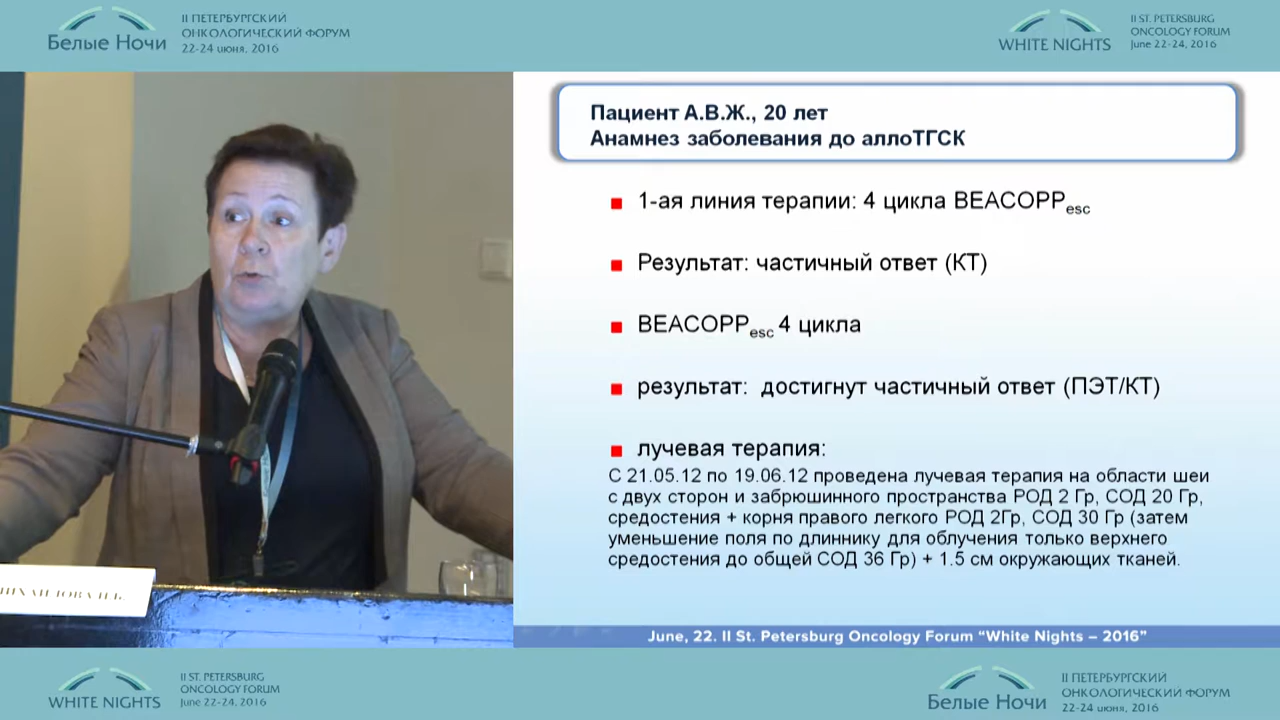 Белые Ночи
II ПЕТЕРБУРГСКИЙ
ОНКОЛОГИЧЕСКИЙ ФОРУМ
22-24 июня, 2016
WHITE NIGHTS
II ST. PETERSBURG
ONCOLOGY FORUM
June 22-24, 2016
Пациент А.В.Ж., 20 лет
Анамнез заболевания до аллоТГСК
1-ая линия терапии: 4 цикла BEACOPPesc
Результат: частичный ответ (КТ)
BEACOPPesc 4 цикла
результат: достигнут частичный ответ (ПЭТ/КТ)
лучевая терапия:
С 21.05.12 по 19.06.12 проведена лучевая терапия на области шеи
с двух сторон и забрюшинного пространства РОД 2 Гр, СОД 20 Гр,
средостения + корня правого легкого РОД 2Гр, СОД 30 Гр (затем
уменьшение поля по длиннику для облучения только верхнего
средостения до общей СОД 36 Гр) + 1.5 см окружающих тканей.
June, 22. II St. Petersburg Oncology Forum “White Nights – 2016”
WHITE NIGHTS
II ST. PETERSBURG
ONCOLOGY FORUM
June 22-24, 2016
Белые Ночи
II ПЕТЕРБУРГСКИЙ
ОНКОЛОГИЧЕСКИЙ ФОРУМ
22-24 июня, 2016